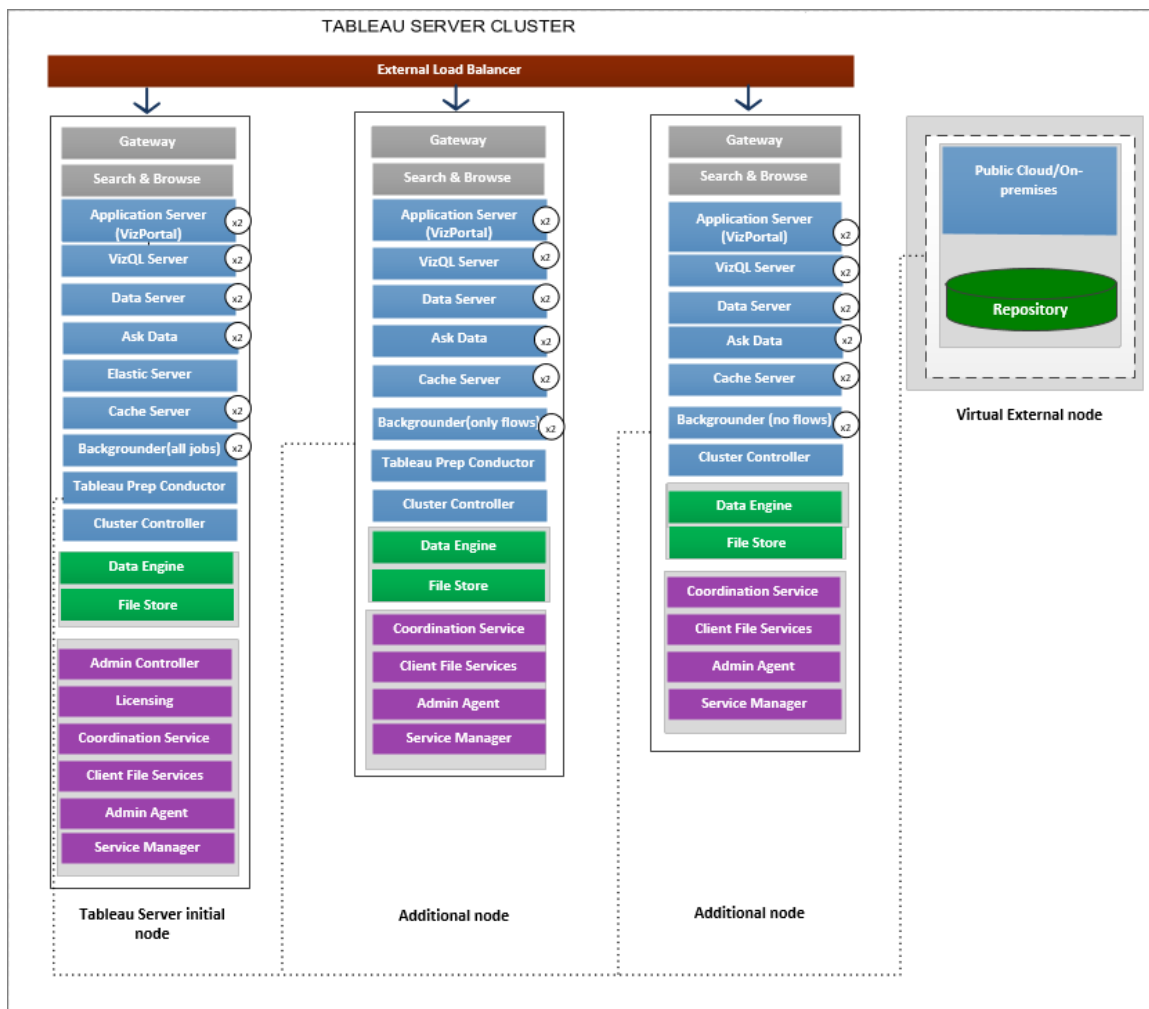 TABLEAU SERVER CLUSTER
External Load Balancer
Gateway
Search & Browse
Application Server
(VizPortal)
x2
VizQL Server
x2
Data Server
x2
Ask Data
x2
Elastic Server
Cache Server
x2
Backgrounder(all jobs)
x2
Tableau Prep Conductor
Cluster Controller
Data Engine
File Store
Admin Controller
Licensing
Coordination Service
Client File Services
Admin Agent
Service Manager
Tableau Server initial
node
Gateway
Search & Browse
Application Server
(VizPortal)
x2
VizQL Server
x2
Data Server
x2
Ask Data
x2
Cache Server
x2
Backgrounder(only flows)
x2
Tableau Prep Conductor
Cluster Controller
Data Engine
File Store
Coordination Service
Client File Services
Admin Agent
Service Manager
Additional node
Gateway
Search & Browse
Application Server
(VizPortal)
x2
VizQL Server
x2
Data Server
x2
Ask Data
x2
Cache Server
x2
Backgrounder (no flows)
x2
Cluster Controller
Data Engine
File Store
Coordination Service
Client File Services
Admin Agent
Service Manager
Additional node
Public Cloud/On-
premises
Repository
Virtual External node